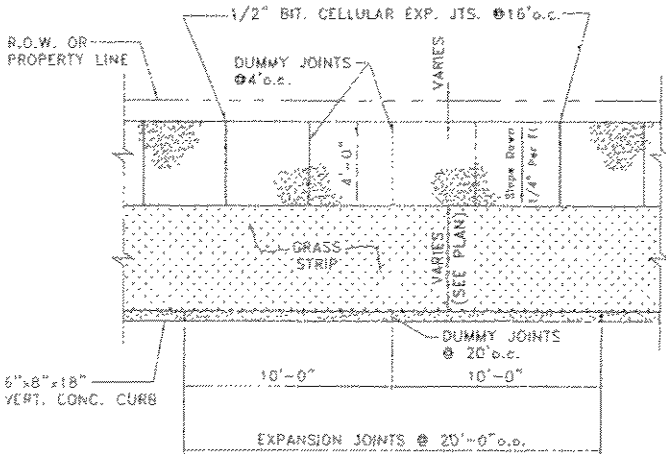 1/2" BIT. CELLULAR EXP. JTS. @16'o.c.
R.O.W. OR
PROPERTY LINE
DUMMY JOINTS
@4'o.c.
VARIES
4'-0"
Slope Down
1/4" Per Ft
GRASS
STRIP
VARIES
(SEE PLAN)
DUMMY JOINTS
@ 20'o.c.
6"x8"x18"
VERT. CONC. CURB
10'-0"
10'-0"
EXPANSION JOINTS @ 20'-0"o.c.